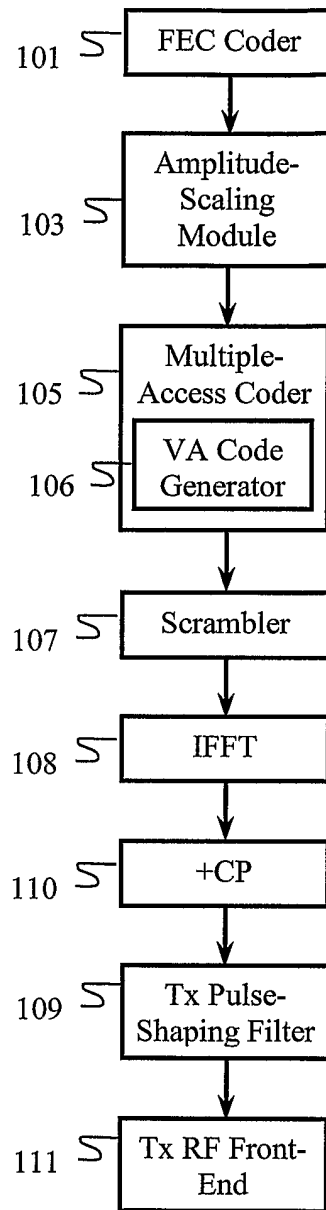 101
FEC Coder
103
Amplitude-
Scaling
Module
105
Multiple-
Access Coder
106
VA Code
Generator
107
Scrambler
108
IFFT
110
+CP
109
Tx Pulse-
Shaping Filter
111
Tx RF Front-
End